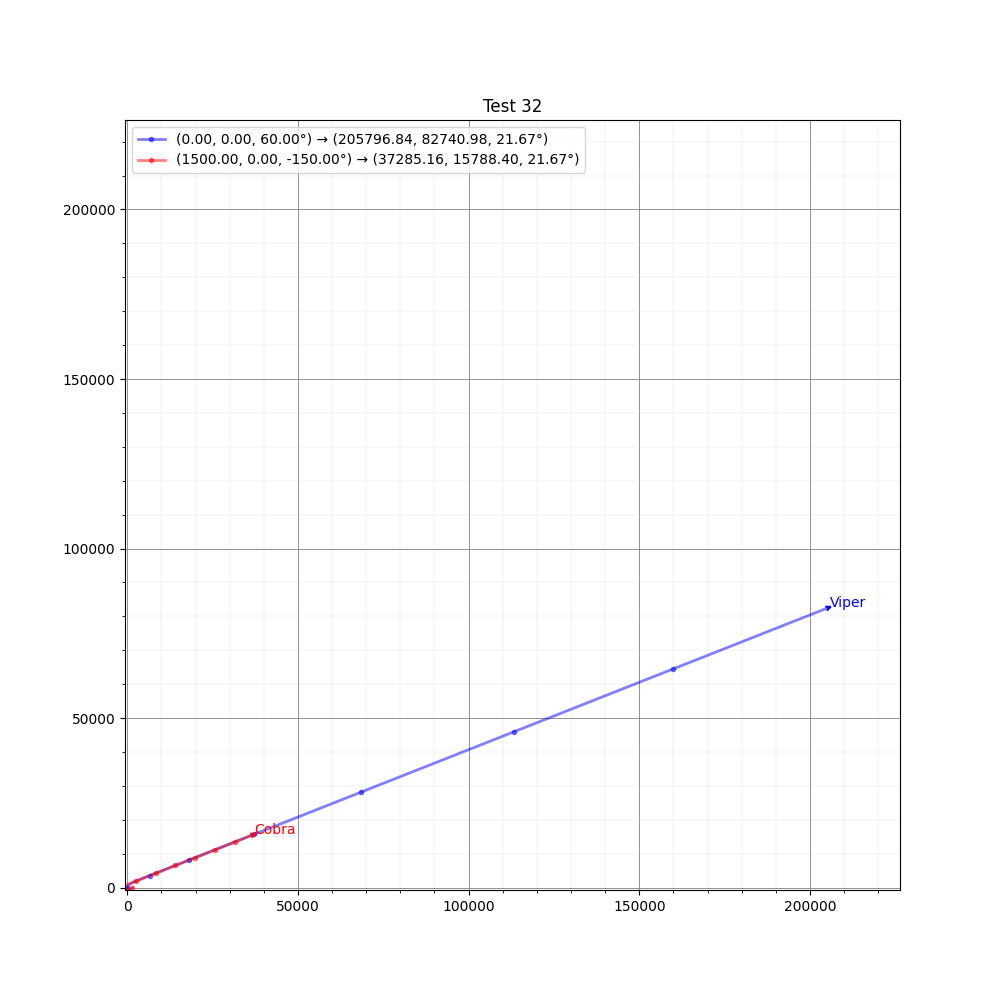 Test 32
(0.00, 0.00, 60.00°) → (205796.84, 82740.98, 21.67°)
(1500.00, 0.00, -150.00°) → (37285.16, 15788.40, 21.67°)
200000
150000
100000
Viper
50000
Cobra
0
0 50000 100000 150000 200000